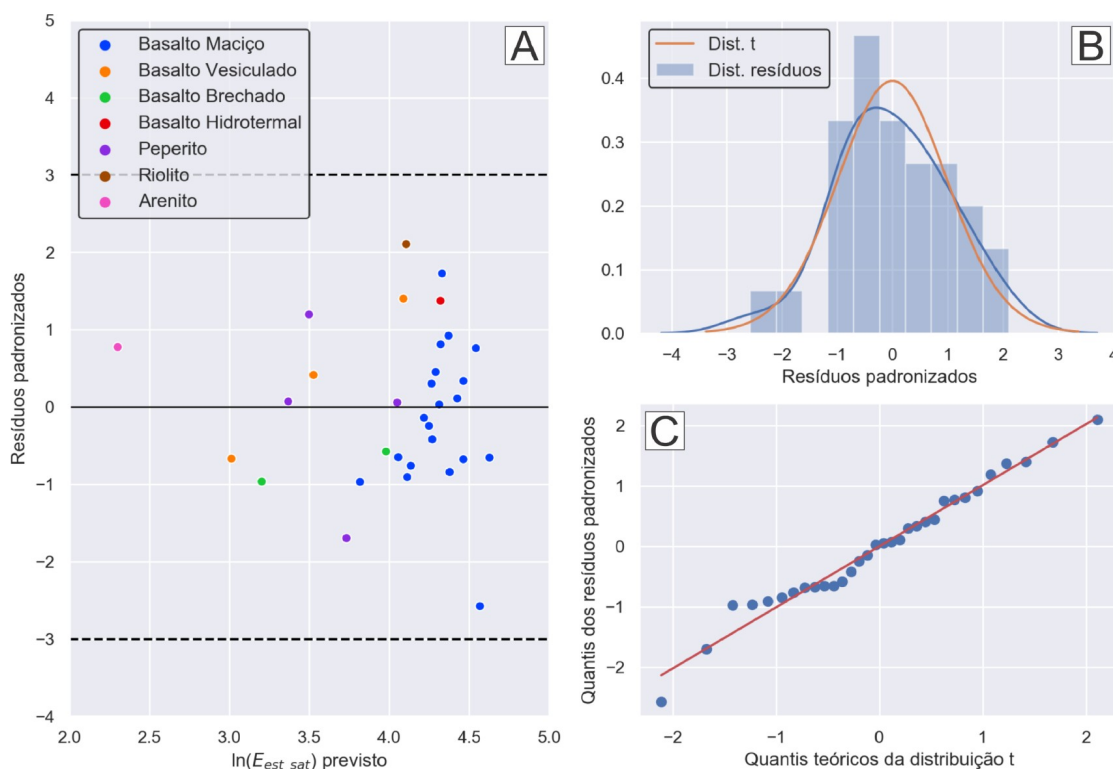 A
Basalto Maciço
Basalto Vesiculado
Basalto Brechado
Basalto Hidrotermal
Peperito
Riolito
Arenito
5
4
3
2
1
0
−1
−2
−3
−4
Resíduos padronizados
2.0 2.5 3.0 3.5 4.0 4.5 5.0
ln(E_est_sat) previsto
B
Dist. t
Dist. resíduos
0.4
0.3
0.2
0.1
0.0
−4 −3 −2 −1 0 1 2 3 4
Resíduos padronizados
C
2
1
0
−1
−2
Quantis dos resíduos padronizados
−2 −1 0 1 2
Quantis teóricos da distribuição t